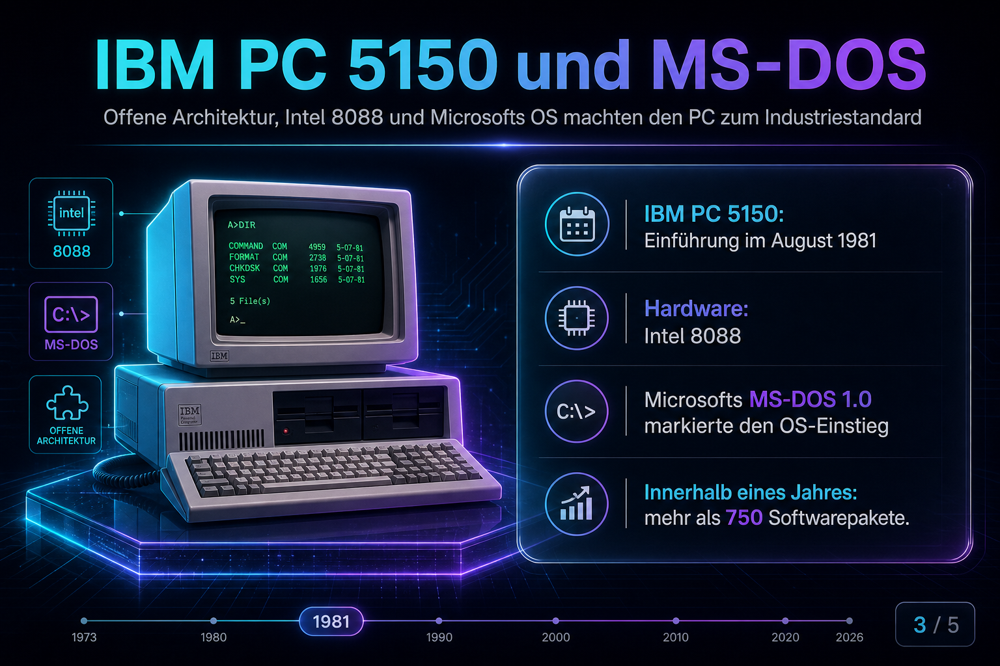 IBM PC 5150 und MS-DOS
Offene Architektur, Intel 8088 und Microsofts OS machten den PC zum Industriestandard
intel
8088
C:\>
MS-DOS
OFFENE
ARCHITEKTUR
A>DIR
COMMAND COM 4959 5-07-81
FORMAT COM 2738 5-07-81
CHKDSK COM 1976 5-07-81
SYS COM 1656 5-07-81
5 File(s)
A>_
IBM
IBM
Personal
Computer
IBM PC 5150:
Einführung im August 1981
Hardware:
Intel 8088
C:\>
Microsofts MS-DOS 1.0
markierte den OS-Einstieg
Innerhalb eines Jahres:
mehr als 750 Softwarepakete.
1973
1980
1981
1990
2000
2010
2020
2026
3 / 5